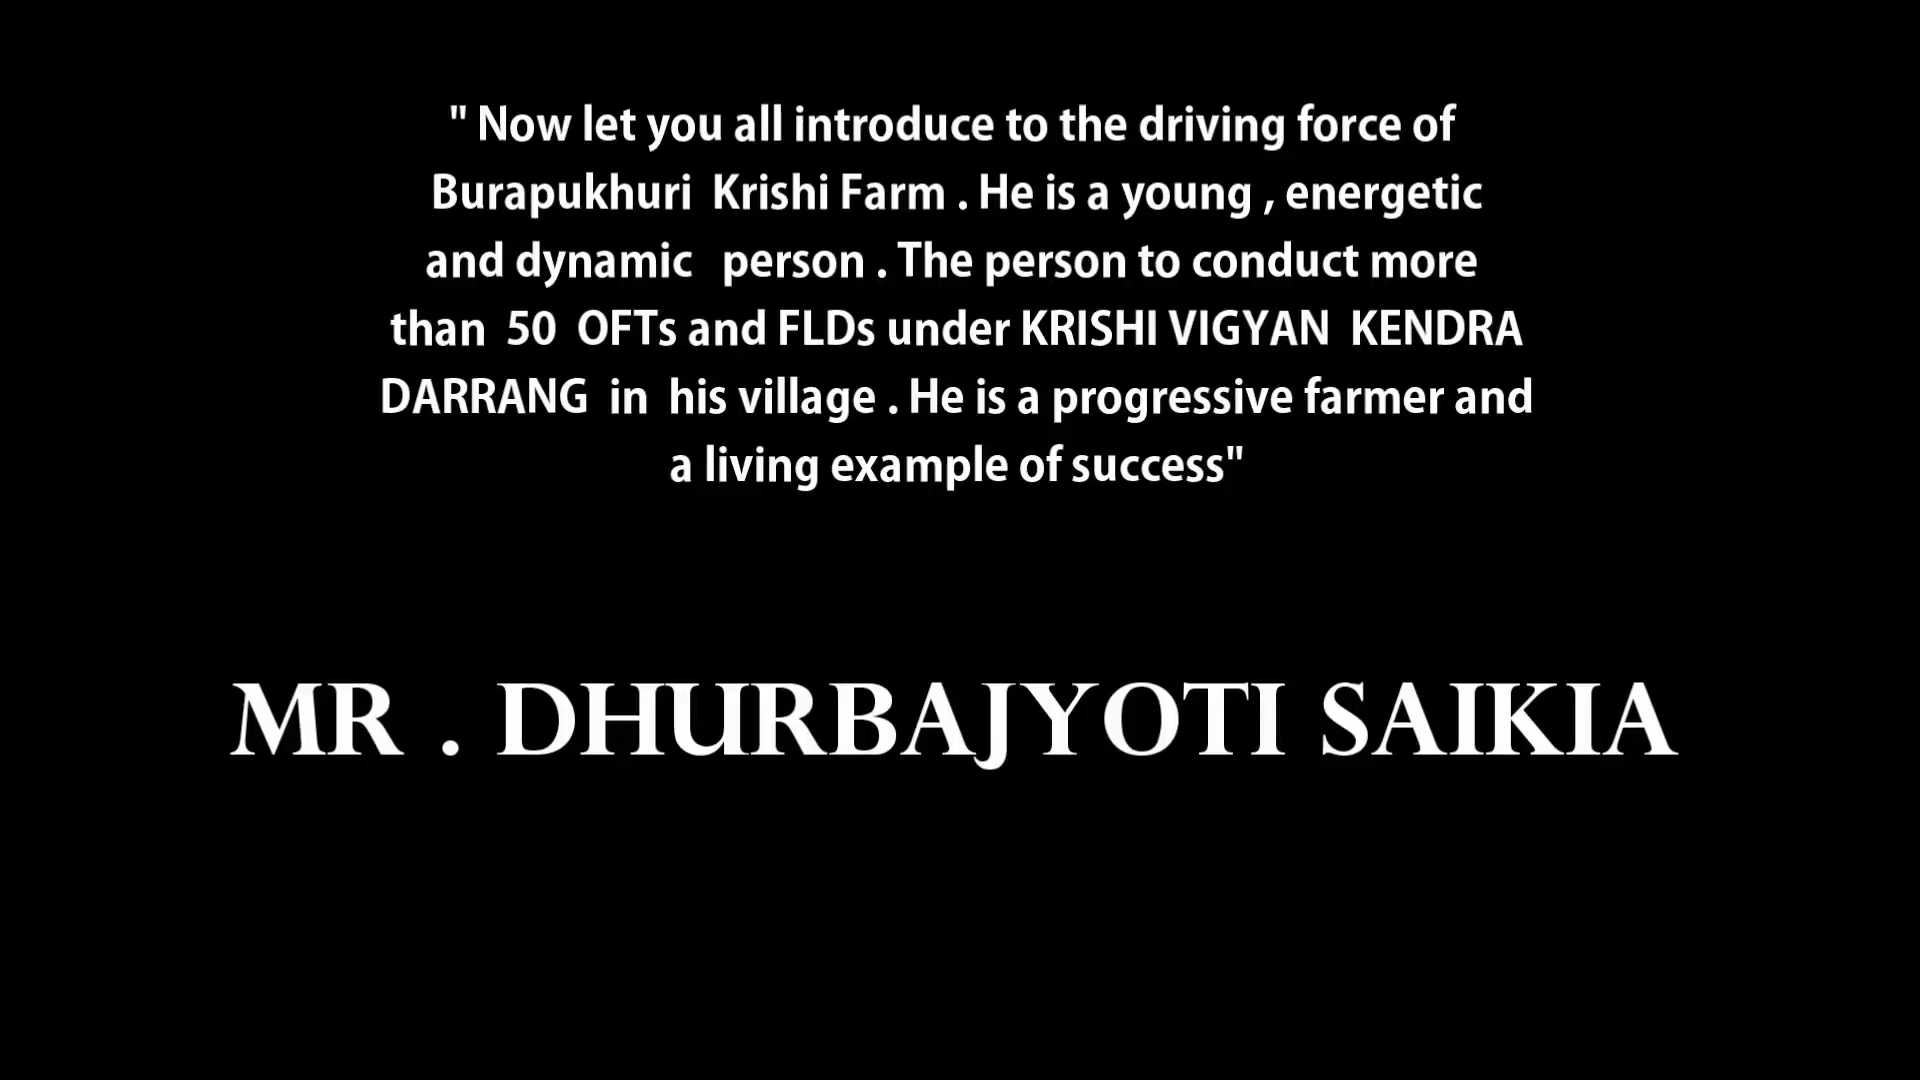 " Now let you all introduce to the driving force of
Burapukhuri Krishi Farm . He is a young , energetic
and dynamic person . The person to conduct more
than 50 OFTs and FLDs under KRISHI VIGYAN KENDRA
DARRANG in his village . He is a progressive farmer and
a living example of success"
MR . DHURBAJYOTI SAIKIA